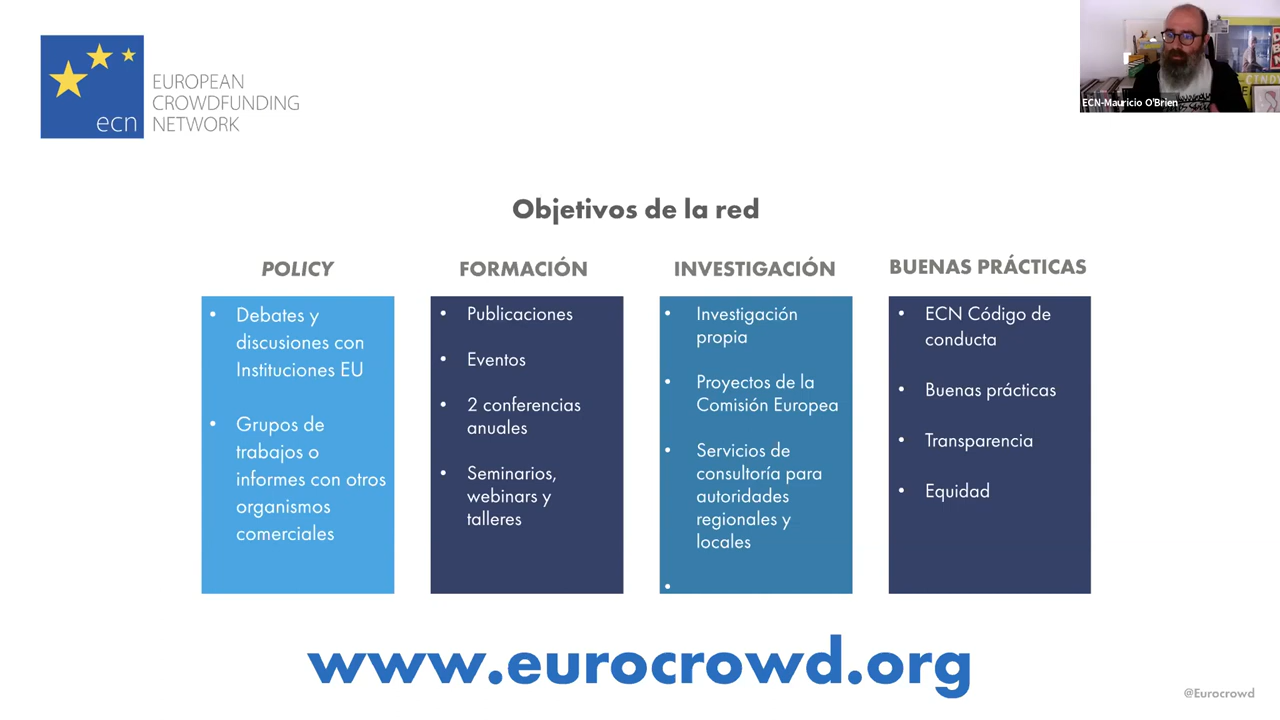 EUROPEAN
CROWDFUNDING
NETWORK
ecn
ECN-Mauricio O'Brien
Objetivos de la red
POLICY
• Debates y
discusiones con
Instituciones EU
• Grupos de
trabajos o
informes con otros
organismos
comerciales
FORMACIÓN
• Publicaciones
• Eventos
• 2 conferencias
anuales
• Seminarios,
webinars y
talleres
INVESTIGACIÓN
• Investigación
propia
• Proyectos de la
Comisión Europea
• Servicios de
consultoría para
autoridades
regionales y
locales
•
BUENAS PRÁCTICAS
• ECN Código de
conducta
• Buenas prácticas
• Transparencia
• Equidad
www.eurocrowd.org
@Eurocrowd